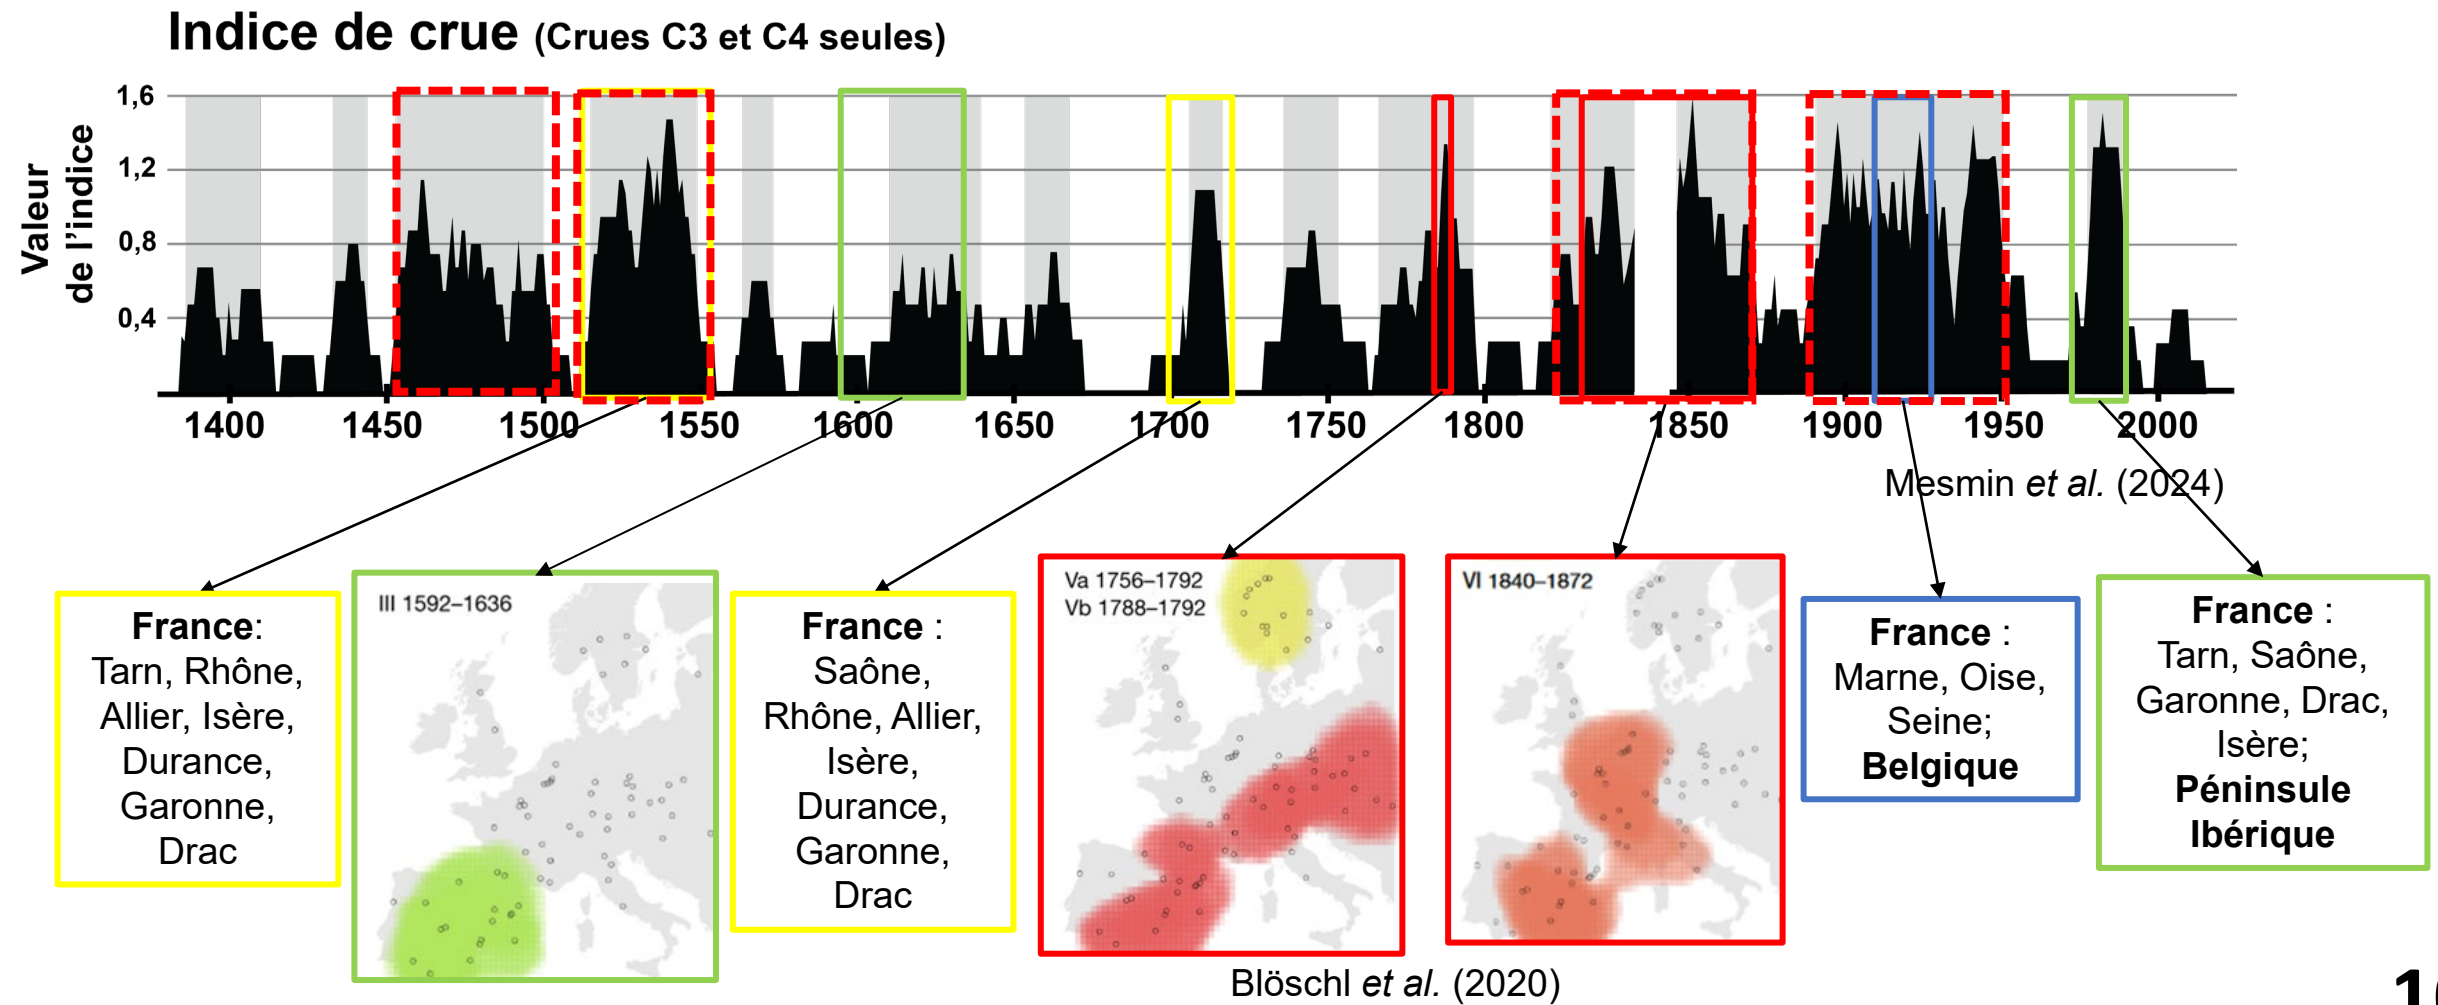 Indice de crue (Crues C3 et C4 seules)
Valeur
de l'indice
1,6
1,2
0,8
0,4
1400 1450 1500 1550 1600 1650 1700 1750 1800 1850 1900 1950 2000
Mesmin et al. (2024)
France:
Tarn, Rhône,
Allier, Isère,
Durance,
Garonne,
Drac
III 1592–1636
France :
Saône,
Rhône, Allier,
Isère,
Durance,
Garonne,
Drac
Va 1756–1792
Vb 1788–1792
VI 1840–1872
France :
Marne, Oise,
Seine;
Belgique
France :
Tarn, Saône,
Garonne, Drac,
Isère;
Péninsule
Ibérique
Blöschl et al. (2020)